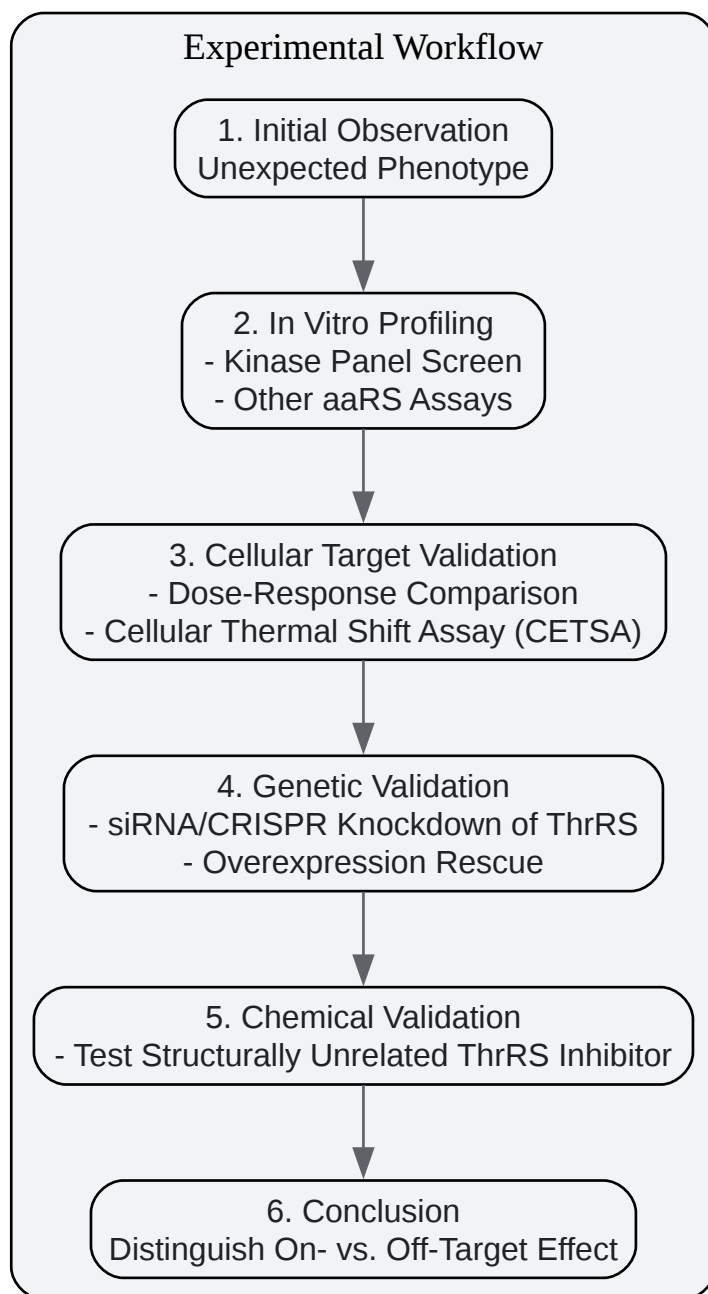 Experimental Workflow
1. Initial Observation
Unexpected Phenotype
2. In Vitro Profiling
- Kinase Panel Screen
- Other aaRS Assays
3. Cellular Target Validation
- Dose-Response Comparison
- Cellular Thermal Shift Assay (CETSA)
4. Genetic Validation
- siRNA/CRISPR Knockdown of ThrRS
- Overexpression Rescue
5. Chemical Validation
- Test Structurally Unrelated ThrRS Inhibitor
6. Conclusion
Distinguish On- vs. Off-Target Effect